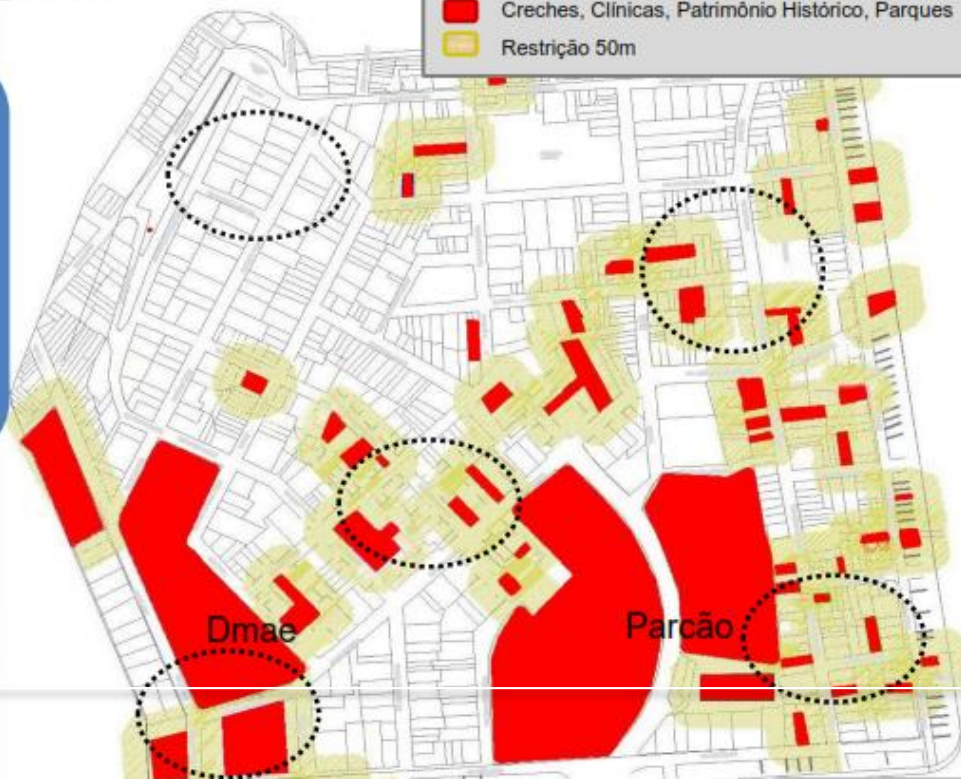 Creches, Clínicas, Patrimônio Histórico, Parques
Restrição 50m
Dmae
Parcão